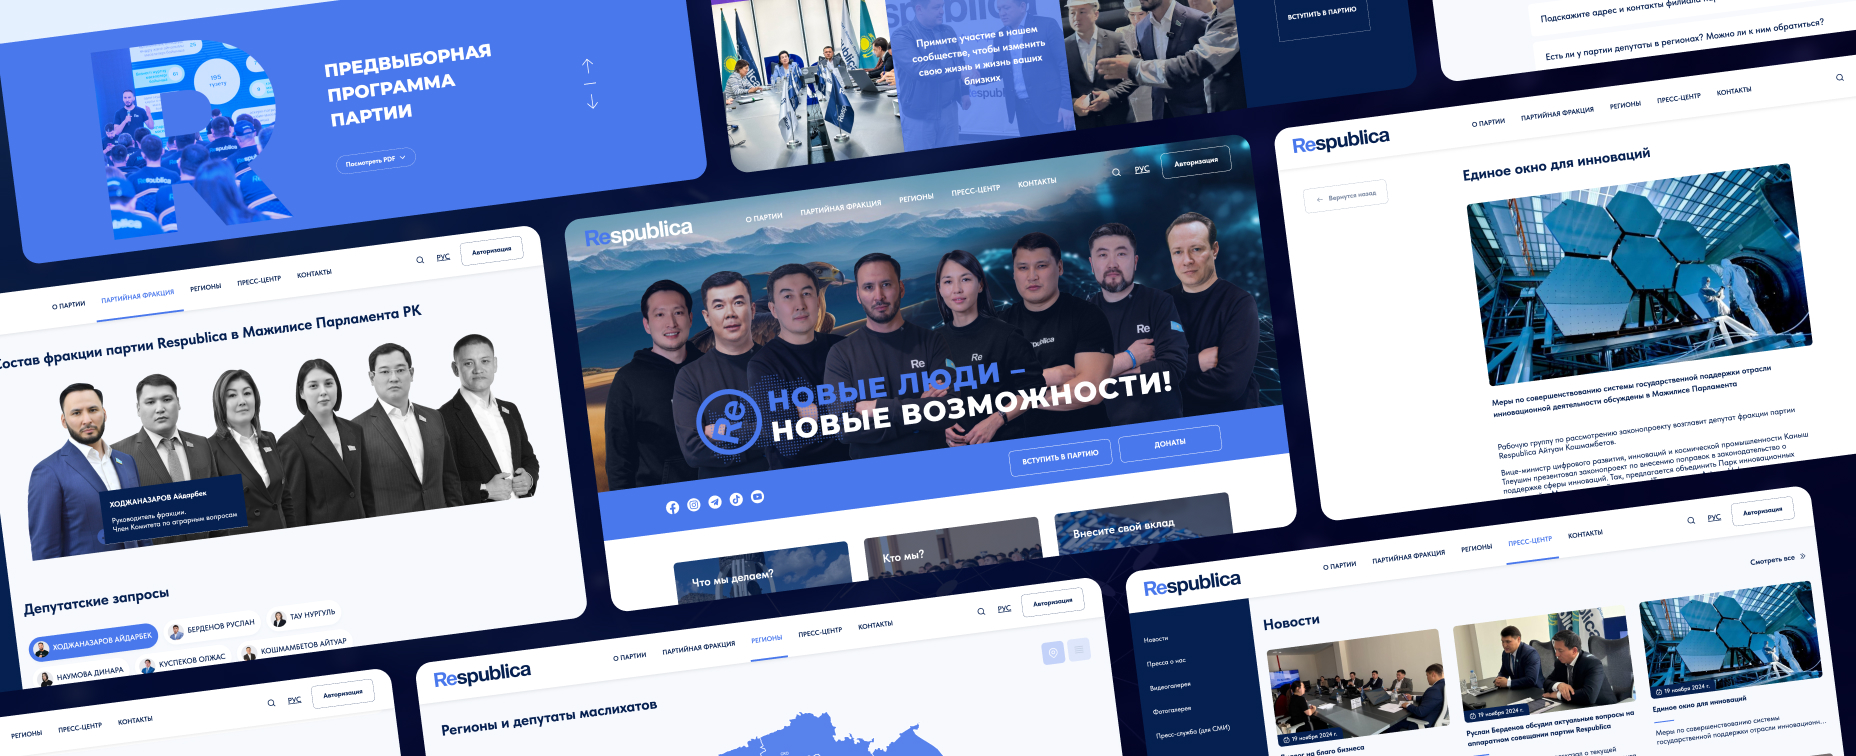 ПРЕДВЫБОРНАЯ
ПРОГРАММА
ПАРТИИ
Посмотреть PDF
Примите участие в нашем
сообществе, чтобы изменить
свою жизнь и жизнь ваших
близких
ВСТУПИТЬ В ПАРТИЮ
Подскажите адрес и контакты филиала
Есть ли у партии депутаты в регионах? Можно ли к ним обратиться?
О ПАРТИИ ПАРТИЙНАЯ ФРАКЦИЯ РЕГИОНЫ ПРЕСС-ЦЕНТР КОНТАКТЫ
РУС Авторизация
Состав фракции партии Respublica в Мажилисе Парламента РК
ХОДЖАНАЗАРОВ Айдарбек
Руководитель фракции.
Член Комитета по аграрным вопросам
Депутатские запросы
ХОДЖАНАЗАРОВ АЙДАРБЕК БЕРДЕНОВ РУСЛАН ТАУ НУРГУЛЬ
НАУМОВА ДИНАРА КУСПЕКОВ ОЛЖАС КОШМАМБЕТОВ АЙТУАР
Respublica
О ПАРТИИ ПАРТИЙНАЯ ФРАКЦИЯ РЕГИОНЫ ПРЕСС-ЦЕНТР КОНТАКТЫ
РУС Авторизация
Re
Re
Re
Re НОВЫЕ ЛЮДИ –
НОВЫЕ ВОЗМОЖНОСТИ!
ВСТУПИТЬ В ПАРТИЮ ДОНАТЫ
Что мы делаем?
Кто мы?
Внесите свой вклад
Respublica
О ПАРТИИ ПАРТИЙНАЯ ФРАКЦИЯ РЕГИОНЫ ПРЕСС-ЦЕНТР КОНТАКТЫ
Вернутся назад
Единое окно для инноваций
Меры по совершенствованию системы государственной поддержки отрасли
инновационной деятельности обсуждены в Мажилисе Парламента
Рабочую группу по рассмотрению законопроекту возглавит депутат фракции партии
Respublica Айтуан Кошмамбетов.
Вице-министр цифрового развития, инноваций и космической промышленности Каныш
Тлеушин презентовал законопроект по внесению поправок в законодательство о
поддержке сферы инноваций. Так, предлагается объединить Парк инновационных
РЕГИОНЫ ПРЕСС-ЦЕНТР КОНТАКТЫ
РУС Авторизация
Respublica
О ПАРТИИ ПАРТИЙНАЯ ФРАКЦИЯ РЕГИОНЫ ПРЕСС-ЦЕНТР КОНТАКТЫ
РУС Авторизация
Регионы и депутаты маслихатов
Respublica
О ПАРТИИ ПАРТИЙНАЯ ФРАКЦИЯ РЕГИОНЫ ПРЕСС-ЦЕНТР КОНТАКТЫ
РУС Авторизация
Новости
Пресса о нас
Видеогалерея
Фотогалерея
Пресс-служба (для СМИ)
Новости
Смотреть все
19 ноября 2024 г.
на благо бизнеса
19 ноября 2024 г.
Руслан Берденов обсудил актуальные вопросы на
аппаратном совещании партии Respublica
19 ноября 2024 г.
Единое окно для инноваций
Меры по совершенствованию системы
государственной поддержки отрасли инновационн...